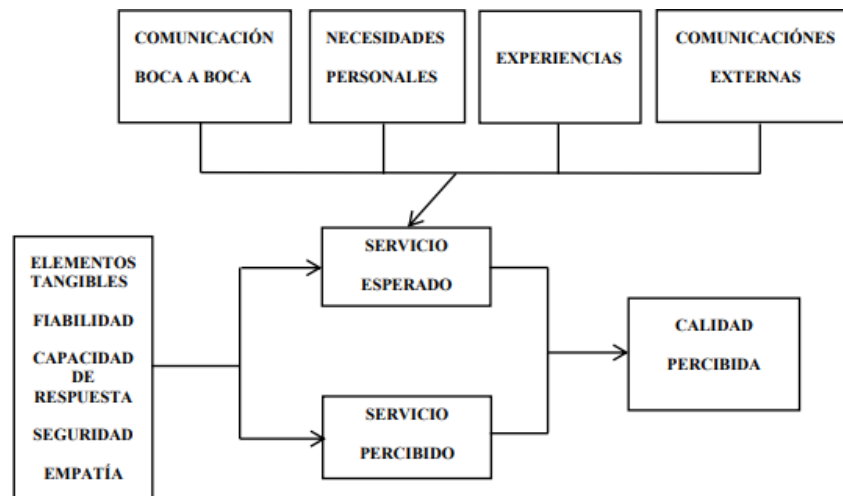 COMUNICACIÓN
BOCA A BOCA
NECESIDADES
PERSONALES
EXPERIENCIAS
COMUNICACIÓNES
EXTERNAS
ELEMENTOS
TANGIBLES
FIABILIDAD
CAPACIDAD
DE
RESPUESTA
SEGURIDAD
EMPATÍA
SERVICIO
ESPERADO
SERVICIO
PERCIBIDO
CALIDAD
PERCIBIDA